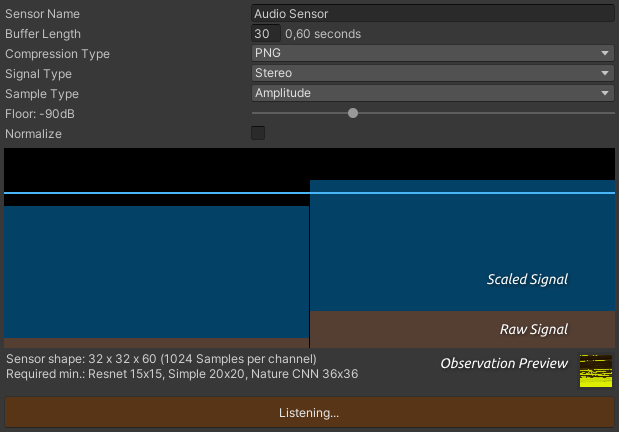 Sensor Name Audio Sensor
Buffer Length 30 0,60 seconds
Compression Type PNG
Signal Type Stereo
Sample Type Amplitude
Floor: -90dB
Normalize
Scaled Signal
Raw Signal
Sensor shape: 32 x 32 x 60 (1024 Samples per channel)
Observation Preview
Required min.: Resnet 15x15, Simple 20x20, Nature CNN 36x36
Listening...